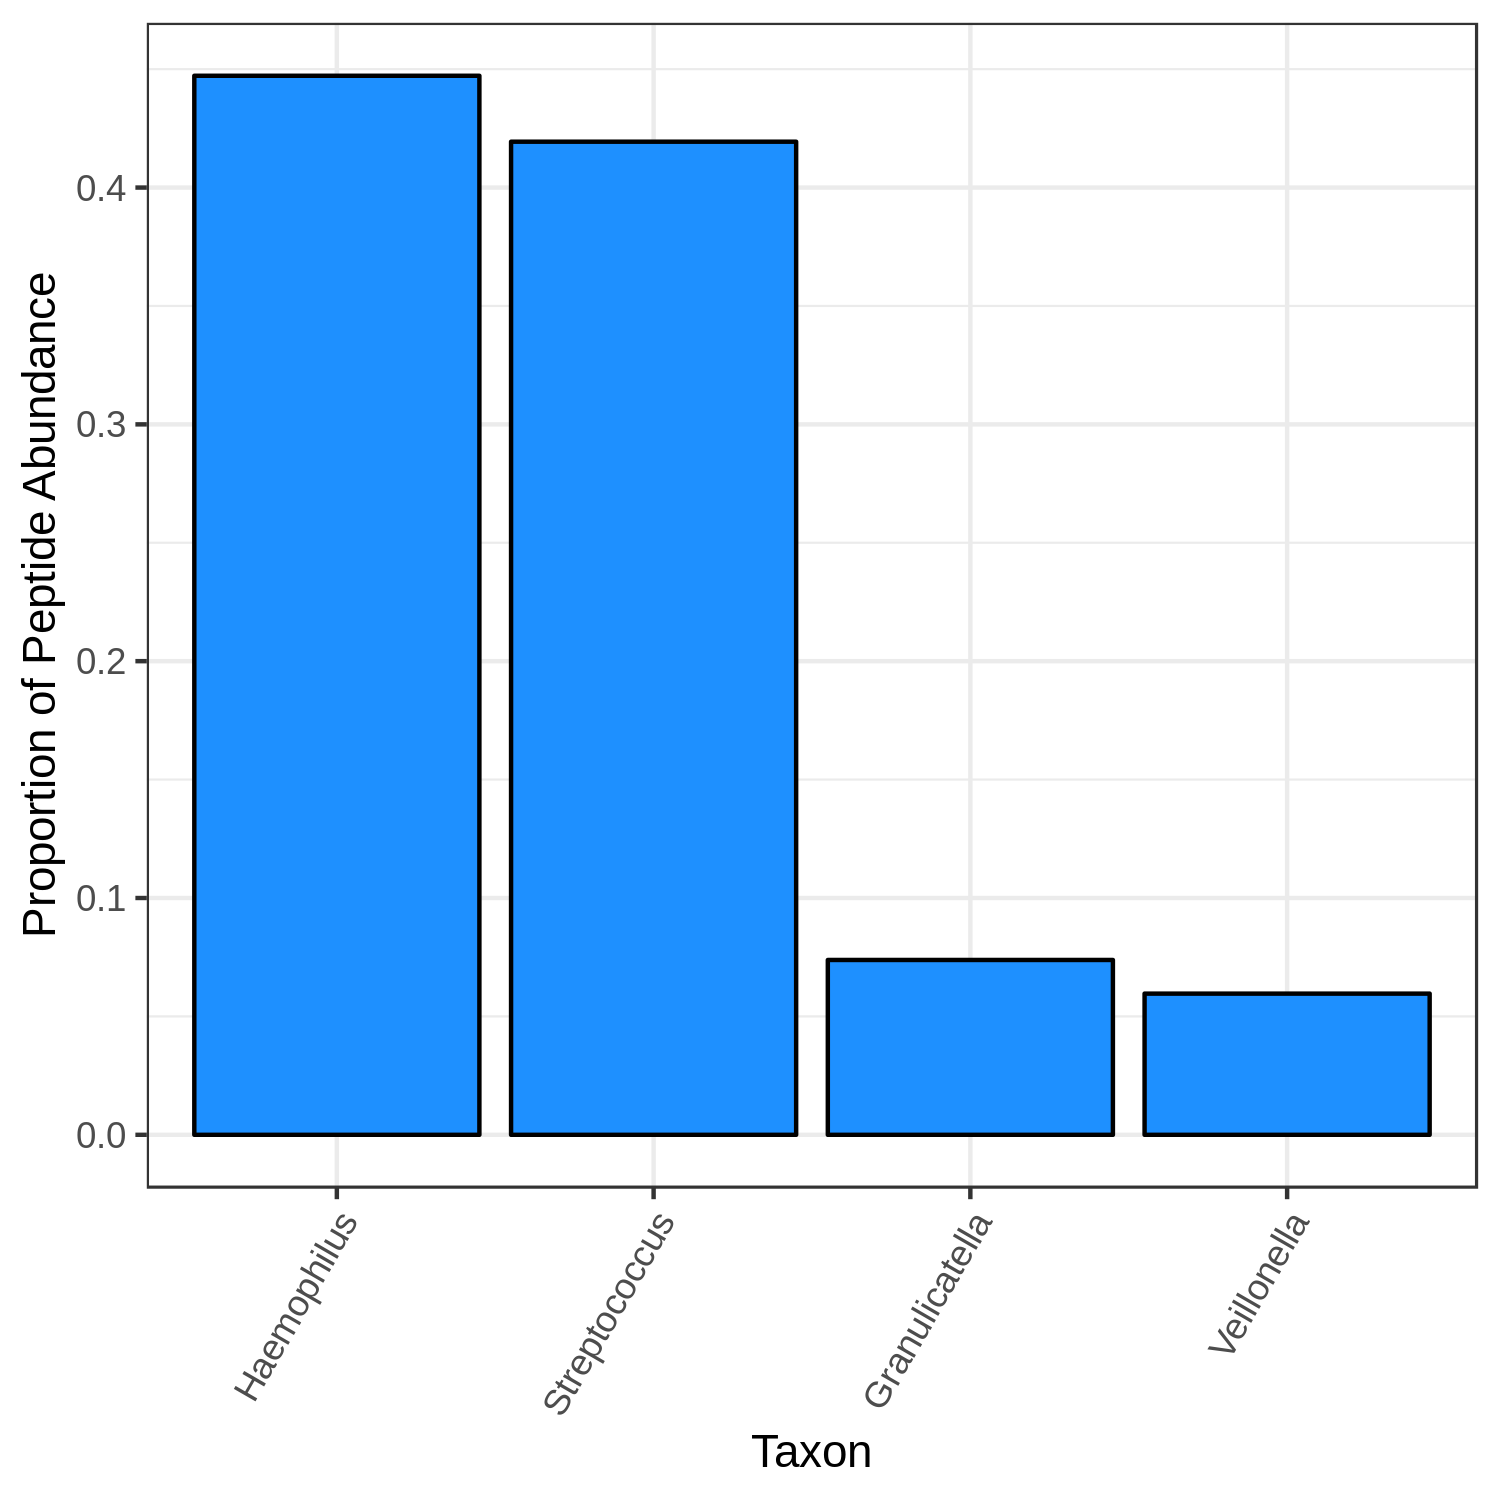 Proportion of Peptide Abundance
0.4
0.3
0.2
0.1
0.0
Haemophilus
Streptococcus
Granulicatella
Veillonella
Taxon